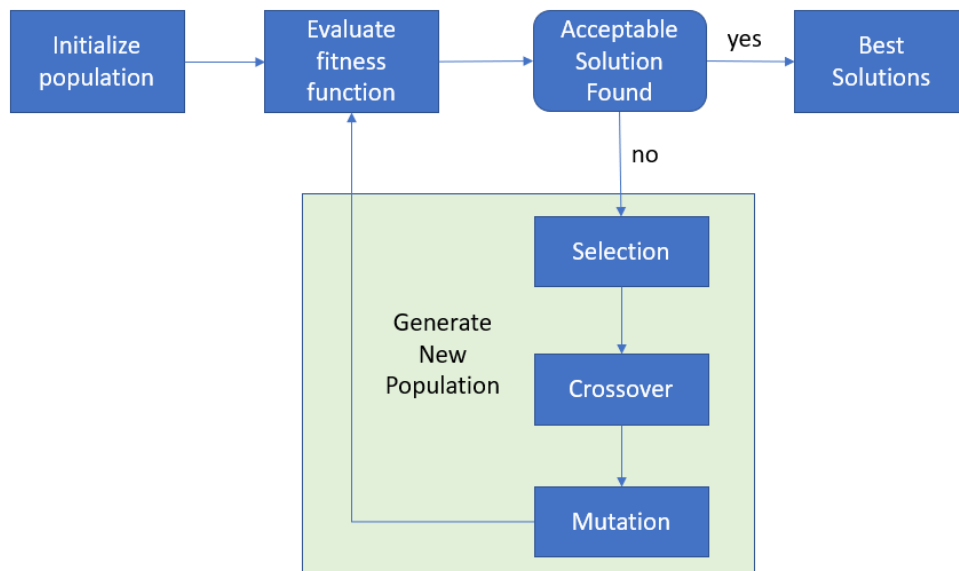 Initialize
population
Evaluate
fitness
function
Acceptable
Solution
Found
yes
Best
Solutions
no
Selection
Generate
New
Population
Crossover
Mutation